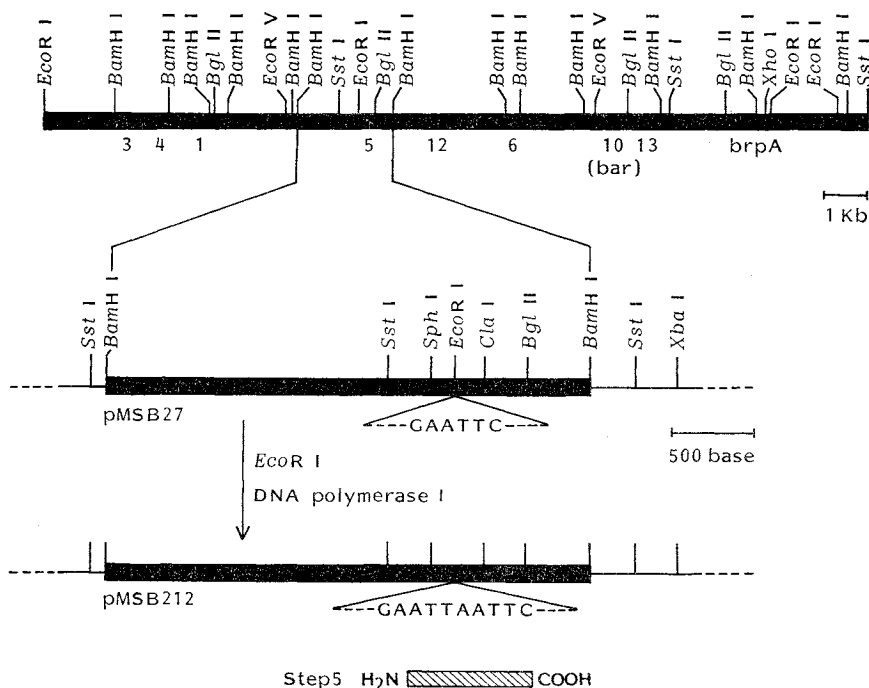 EcoR I
BamH I
BamH I
BamH I
Bgl II
BamH I
EcoR V
BamH I
BamH I
Sst I
EcoR I
Bgl II
BamH I
BamH I
BamH I
BamH I
EcoR V
Bgl II
BamH I
Sst I
Bgl II
BamH I
Xho I
EcoR I
EcoR I
BamH I
Sst I
3 4 1 5 12 6 10 13 brpA
(bar)
1 Kb
Sst I
BamH I
Sst I
Sph I
EcoR I
Cla I
Bgl II
BamH I
Sst I
Xba I
pMSB27
----GAATTC----
500 base
EcoR I
DNA polymerase I
pMSB212
----GAATTAATTC----
Step5 H₂N COOH